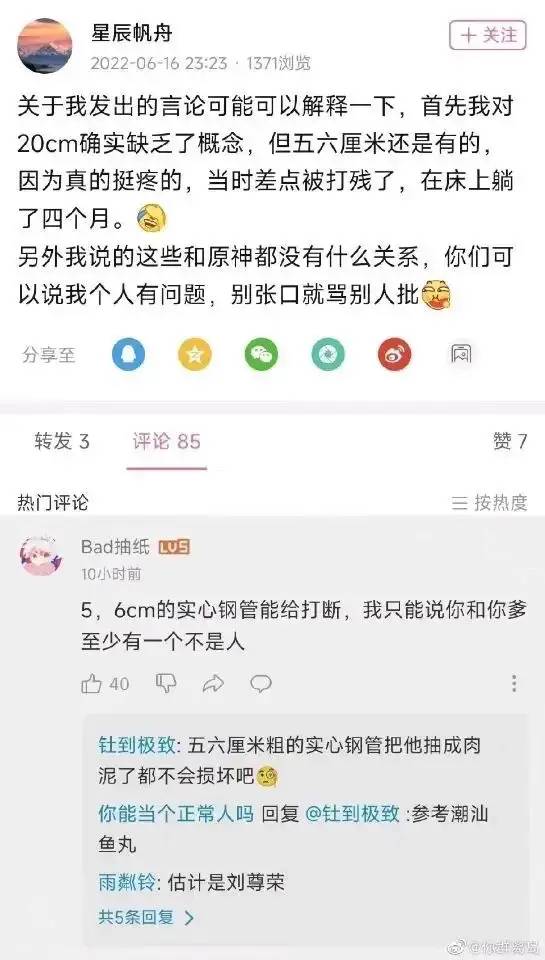 星辰帆舟
+ 关注
2022-06-16 23:23 · 1371浏览
关于我发出的言论可能可以解释一下，首先我对
20cm确实缺乏了概念，但五六厘米还是有的，
因为真的挺疼的，当时差点被打残了，在床上躺
了四个月。
另外我说的这些和原神都没有什么关系，你们可
以说我个人有问题，别张口就骂别人批
分享至
转发 3
评论 85
赞 7
热门评论
按热度
Bad抽纸 LV5
10小时前
5，6cm的实心钢管能给打断，我只能说你和你爹
至少有一个不是人
40
钍到极致: 五六厘米粗的实心钢管把他抽成肉
泥了都不会损坏吧
你能当个正常人吗 回复 @钍到极致 :参考潮汕
鱼丸
雨粼铃: 估计是刘尊荣
共5条回复 >